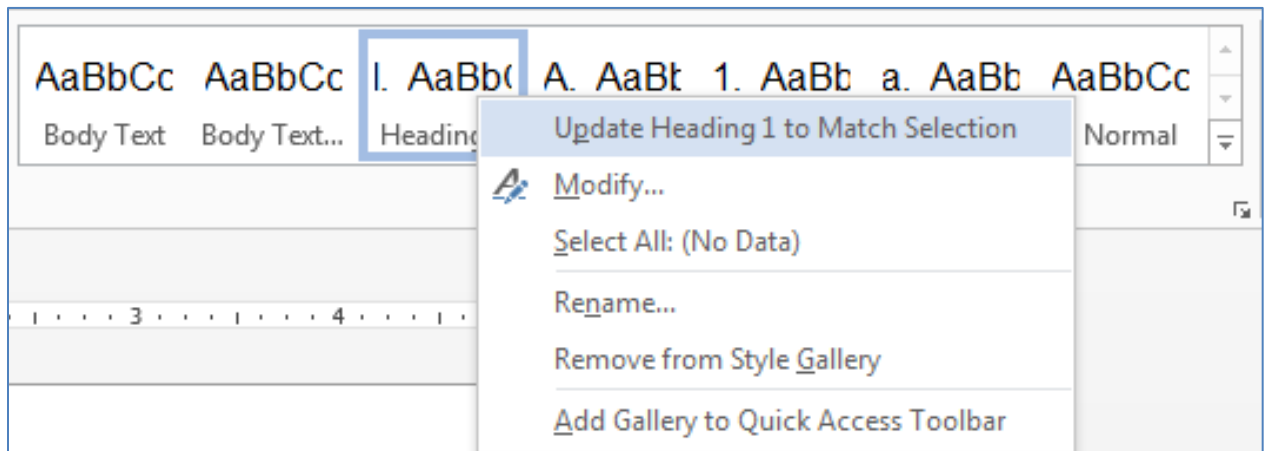 AaBbCc AaBbCc I. AaBb( A. AaBb 1. AaBb a. AaBb AaBbCc
Body Text Body Text... Heading Normal
Update Heading 1 to Match Selection
Modify...
Select All: (No Data)
Rename...
Remove from Style Gallery
Add Gallery to Quick Access Toolbar
3 4